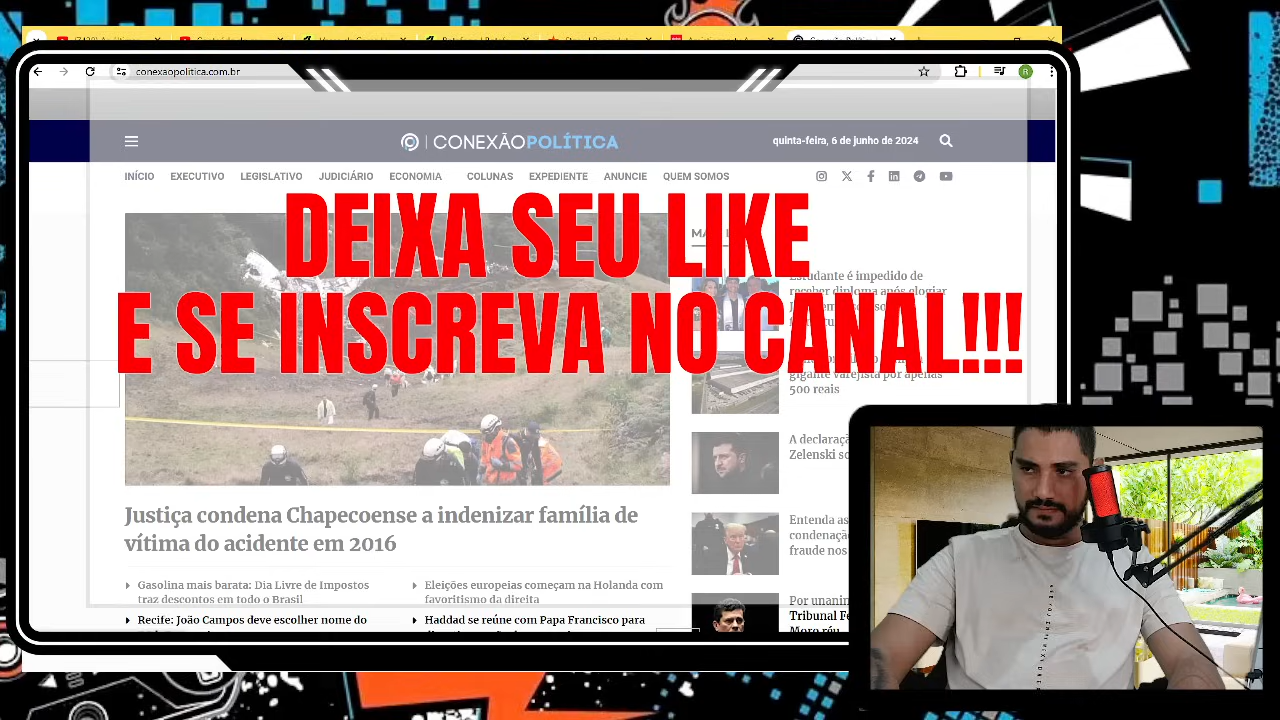 conexaopolitica.com.br
CONEXÃOPOLÍTICA
quinta-feira, 6 de junho de 2024
INÍCIO EXECUTIVO LEGISLATIVO JUDICIÁRIO ECONOMIA COLUNAS EXPEDIENTE ANUNCIE QUEM SOMOS
DEIXA SEU LIKE
E SE INSCREVA NO CANAL!!!
Estudante é impedido de
receber diploma após elogiar
gigante varejista por apenas
500 reais
A declaração
Zelenski
Entenda as
condenação
fraude nos
Por unanim
Tribunal Fe
Moro réu
Justiça condena Chapecoense a indenizar família de
vítima do acidente em 2016
Gasolina mais barata: Dia Livre de Impostos
traz descontos em todo o Brasil
Recife: João Campos deve escolher nome do
Eleições europeias começam na Holanda com
favoritismo da direita
Haddad se reúne com Papa Francisco para